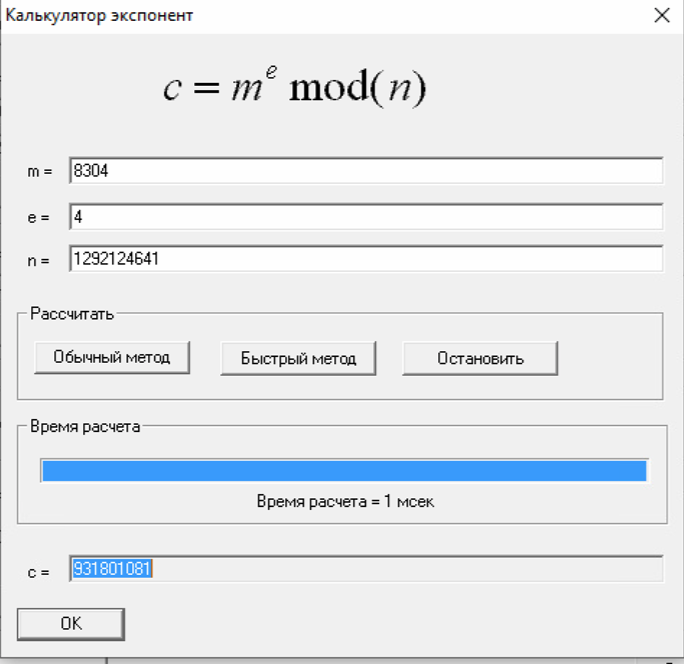 Калькулятор экспонент
c = m^e mod(n)
m = 8304
e = 4
n = 1292124641
Рассчитать
Обычный метод Быстрый метод Остановить
Время расчета
Время расчета = 1 мсек
c = 931801081
OK